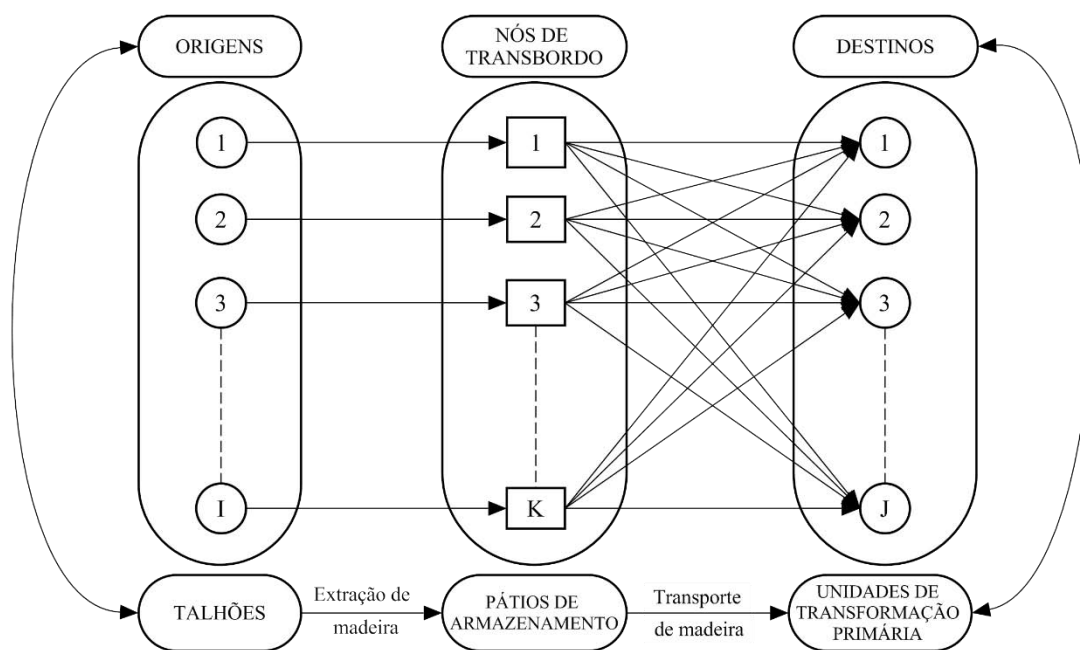 ORIGENS
NÓS DE
TRANSBORDO
DESTINOS
1
1
1
2
2
2
3
3
3
I
K
J
TALHÕES
Extração de
madeira
PÁTIOS DE
ARMAZENAMENTO
Transporte
de madeira
UNIDADES DE
TRANSFORMAÇÃO
PRIMÁRIA